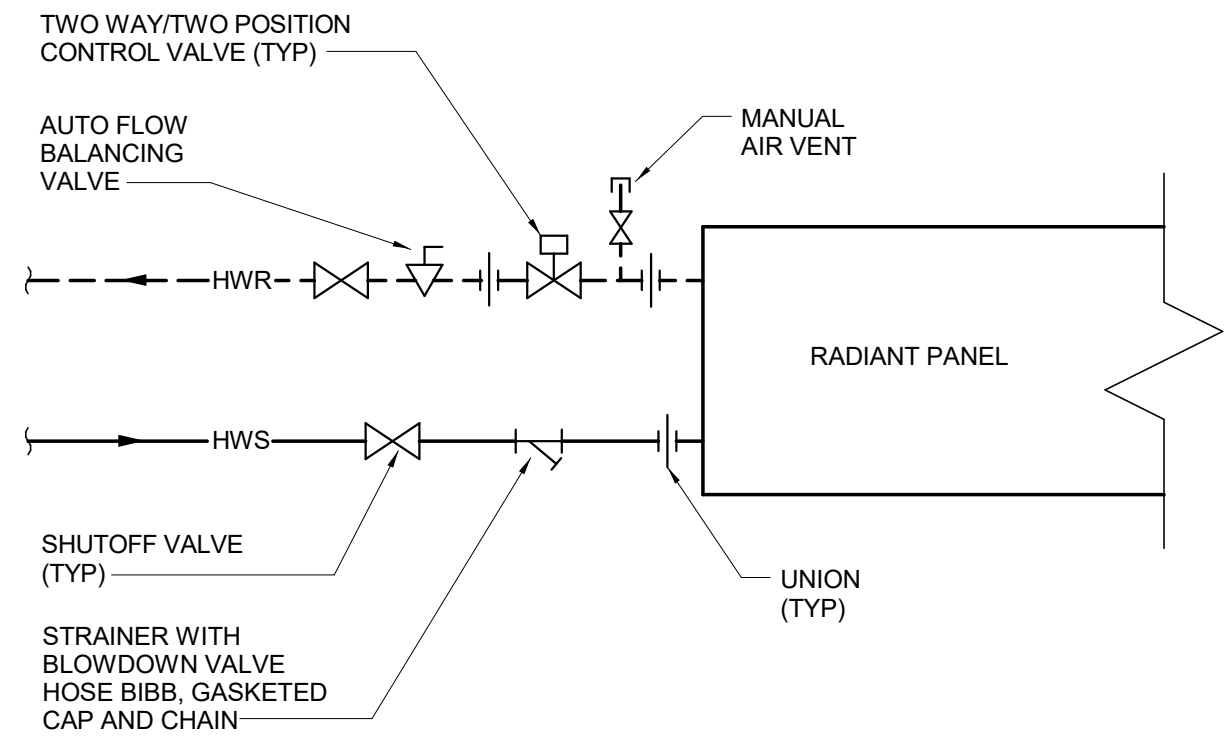 TWO WAY/TWO POSITION
CONTROL VALVE (TYP)
AUTO FLOW
BALANCING
VALVE
MANUAL
AIR VENT
HWR
RADIANT PANEL
HWS
SHUTOFF VALVE
(TYP)
UNION
(TYP)
STRAINER WITH
BLOWDOWN VALVE
HOSE BIBB, GASKETED
CAP AND CHAIN